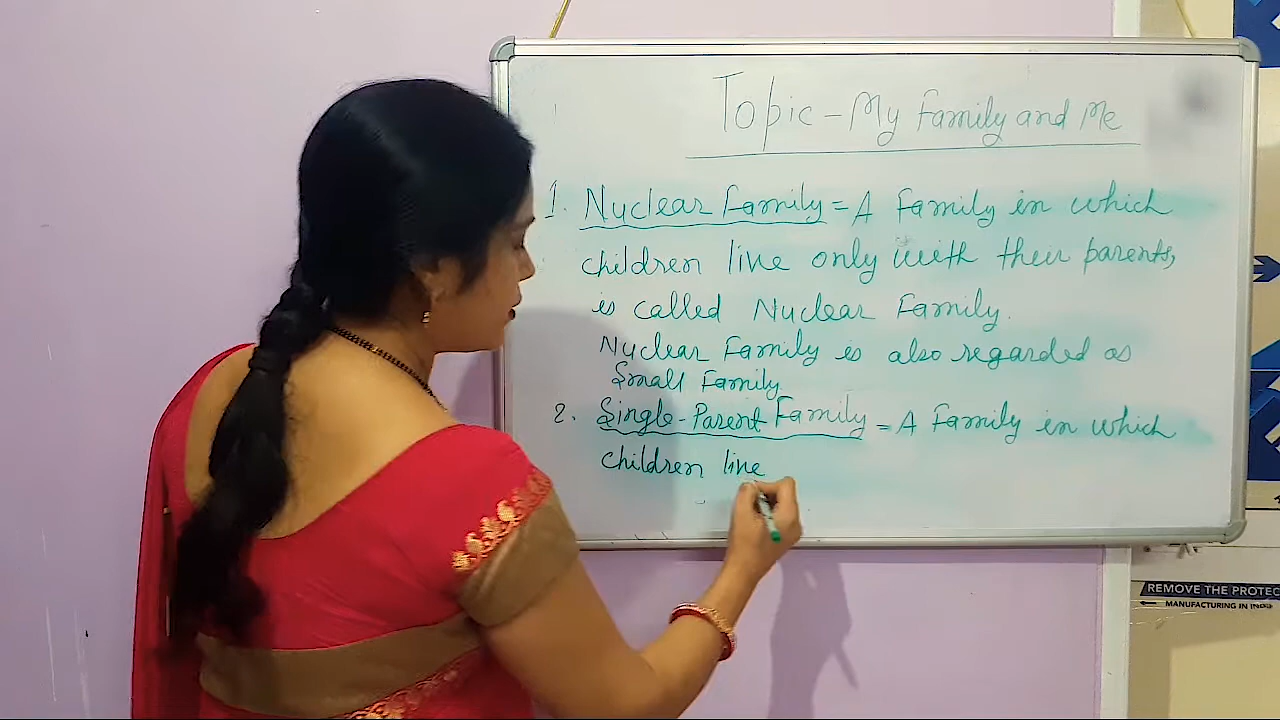 Topic - My Family and Me
1. Nuclear Family = A Family in which
children live only with their parents,
is called Nuclear Family.
Nuclear Family is also regarded as
Small Family
2. Single-Parent Family = A Family in which
children live
REMOVE THE PROTEC
MANUFACTURING IN INDIA